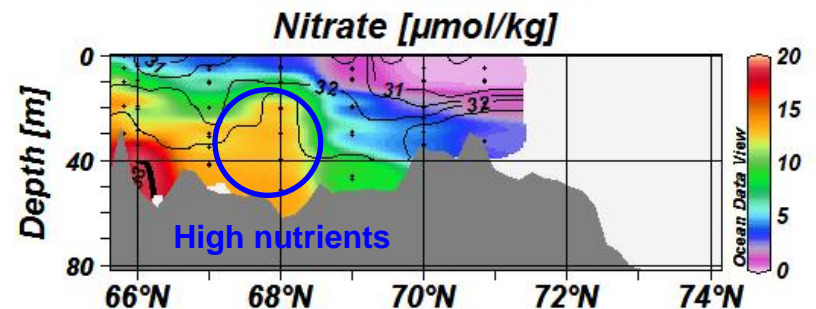 Nitrate [µmol/kg]
Depth [m]
0
40
80
31
32
31
32
33
High nutrients
66°N
68°N
70°N
72°N
74°N
20
15
10
5
0
Ocean Data View